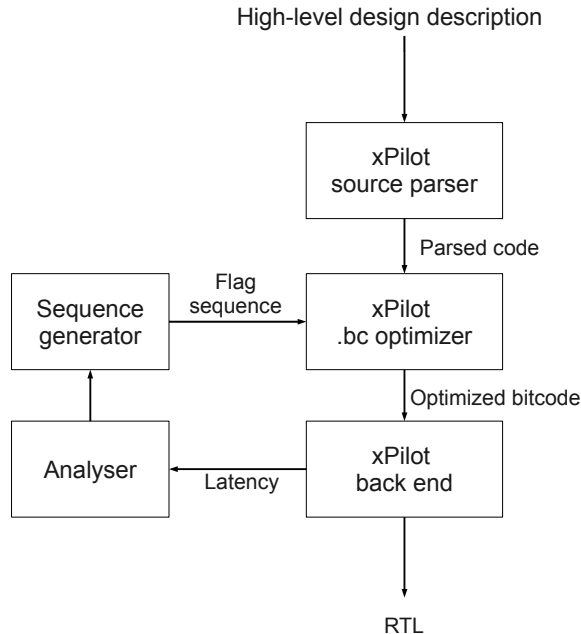 High-level design description
xPilot
source parser
Parsed code
Flag
sequence
Sequence
generator
xPilot
.bc optimizer
Optimized bitcode
Analyser
Latency
xPilot
back end
RTL